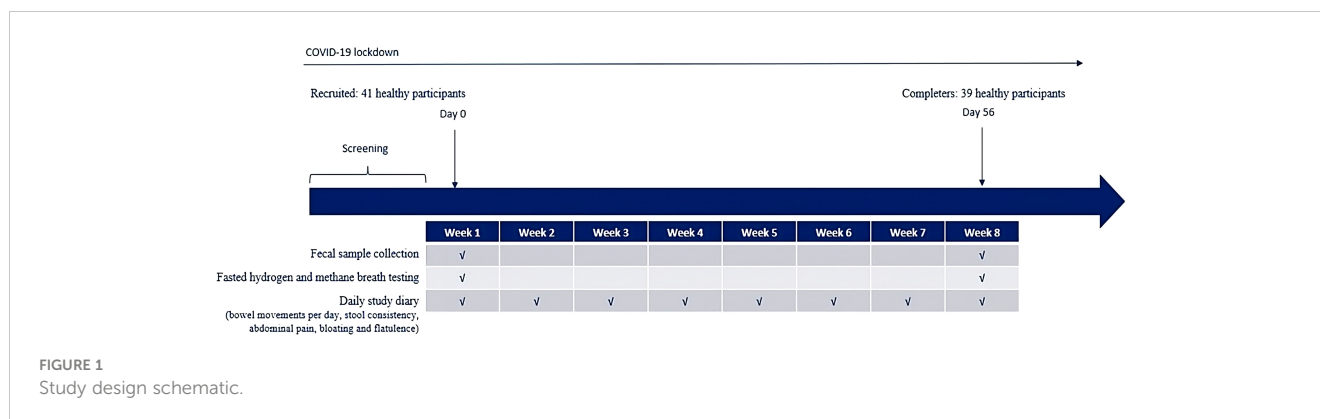 COVID-19 lockdown
Recruited: 41 healthy participants
Completers: 39 healthy participants
Day 0
Day 56
Screening
Week 1 Week 2 Week 3 Week 4 Week 5 Week 6 Week 7 Week 8
Fecal sample collection √ √
Fasted hydrogen and methane breath testing √ √
Daily study diary √ √ √ √ √ √ √ √
(bowel movements per day, stool consistency,
abdominal pain, bloating and flatulence)
FIGURE 1
Study design schematic.